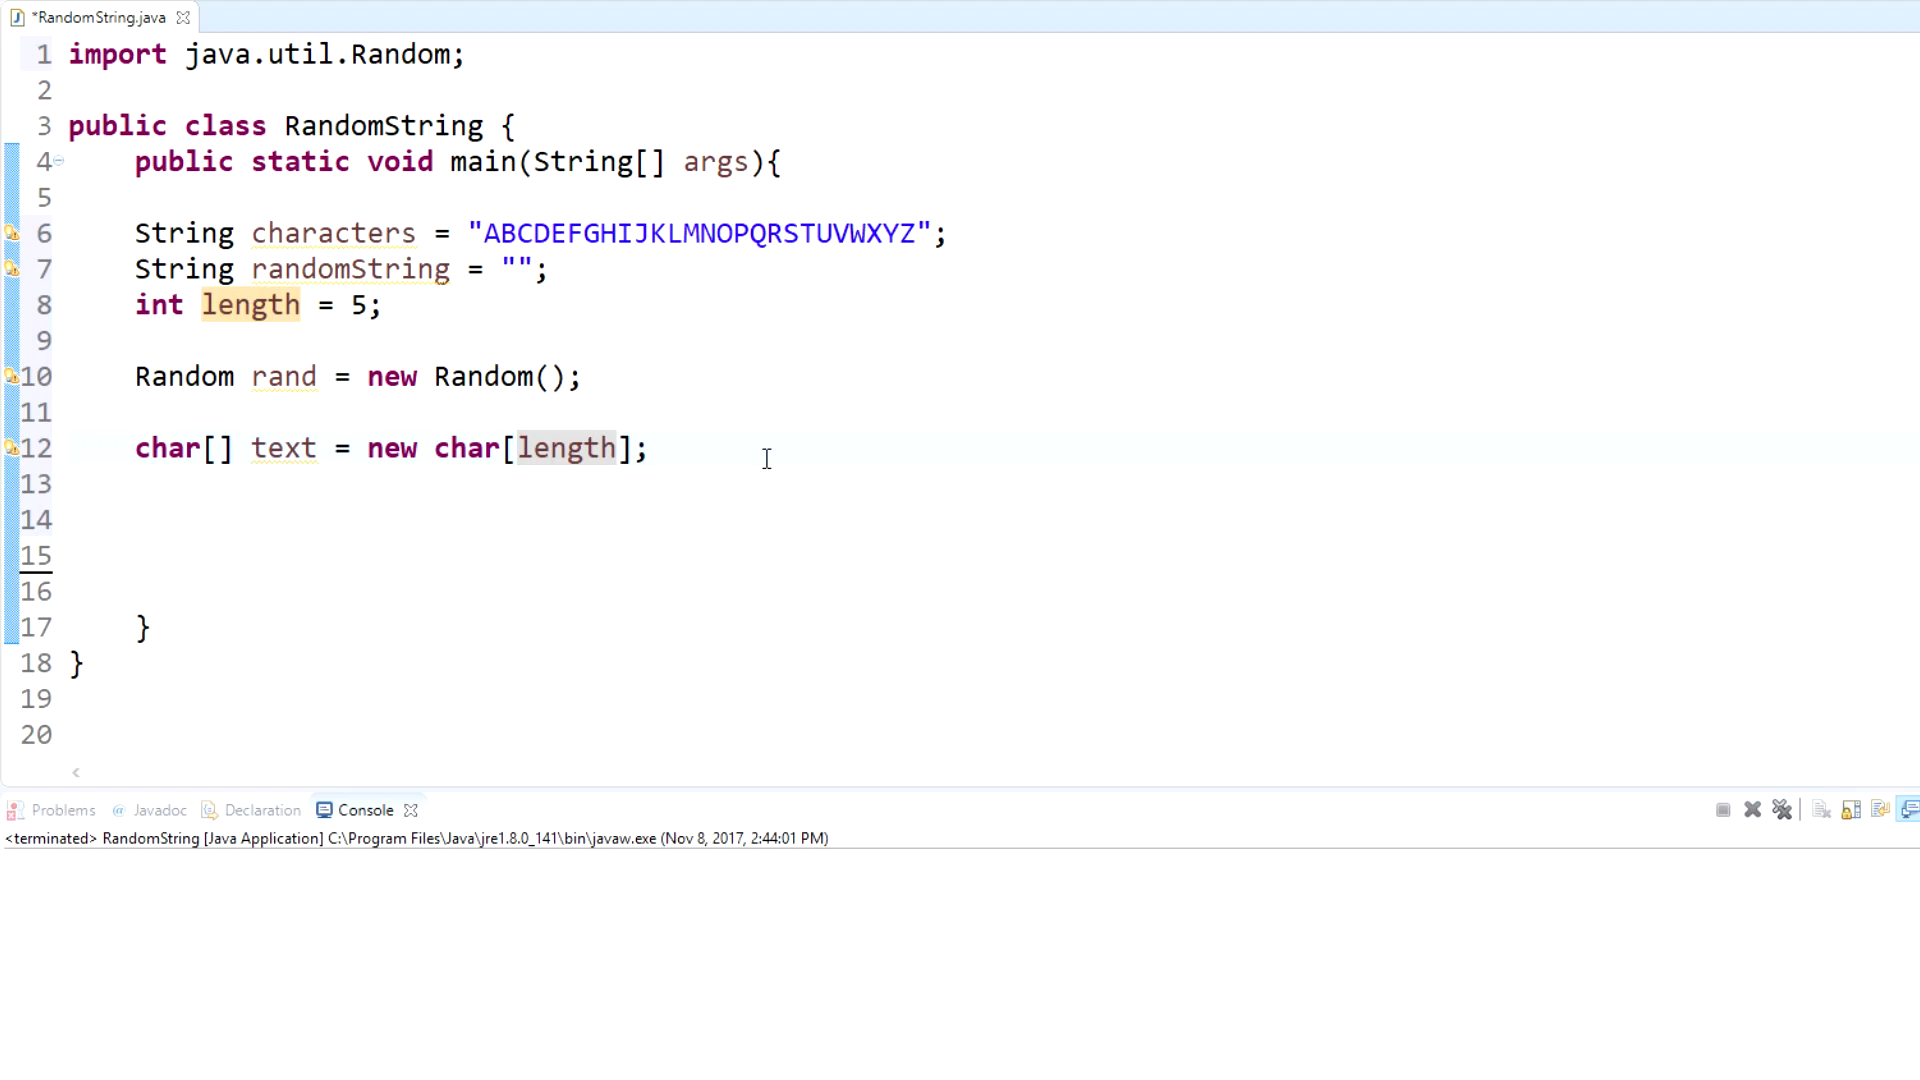 *RandomString.java
1 import java.util.Random;
2
3 public class RandomString {
4 public static void main(String[] args){
5
6 String characters = "ABCDEFGHIJKLMNOPQRSTUVWXYZ";
7 String randomString = "";
8 int length = 5;
9
10 Random rand = new Random();
11
12 char[] text = new char[length];
13
14
15
16
17 }
18 }
19
20
Problems @ Javadoc Declaration Console
<terminated> RandomString [Java Application] C:\Program Files\Java\jre1.8.0_141\bin\javaw.exe (Nov 8, 2017, 2:44:01 PM)